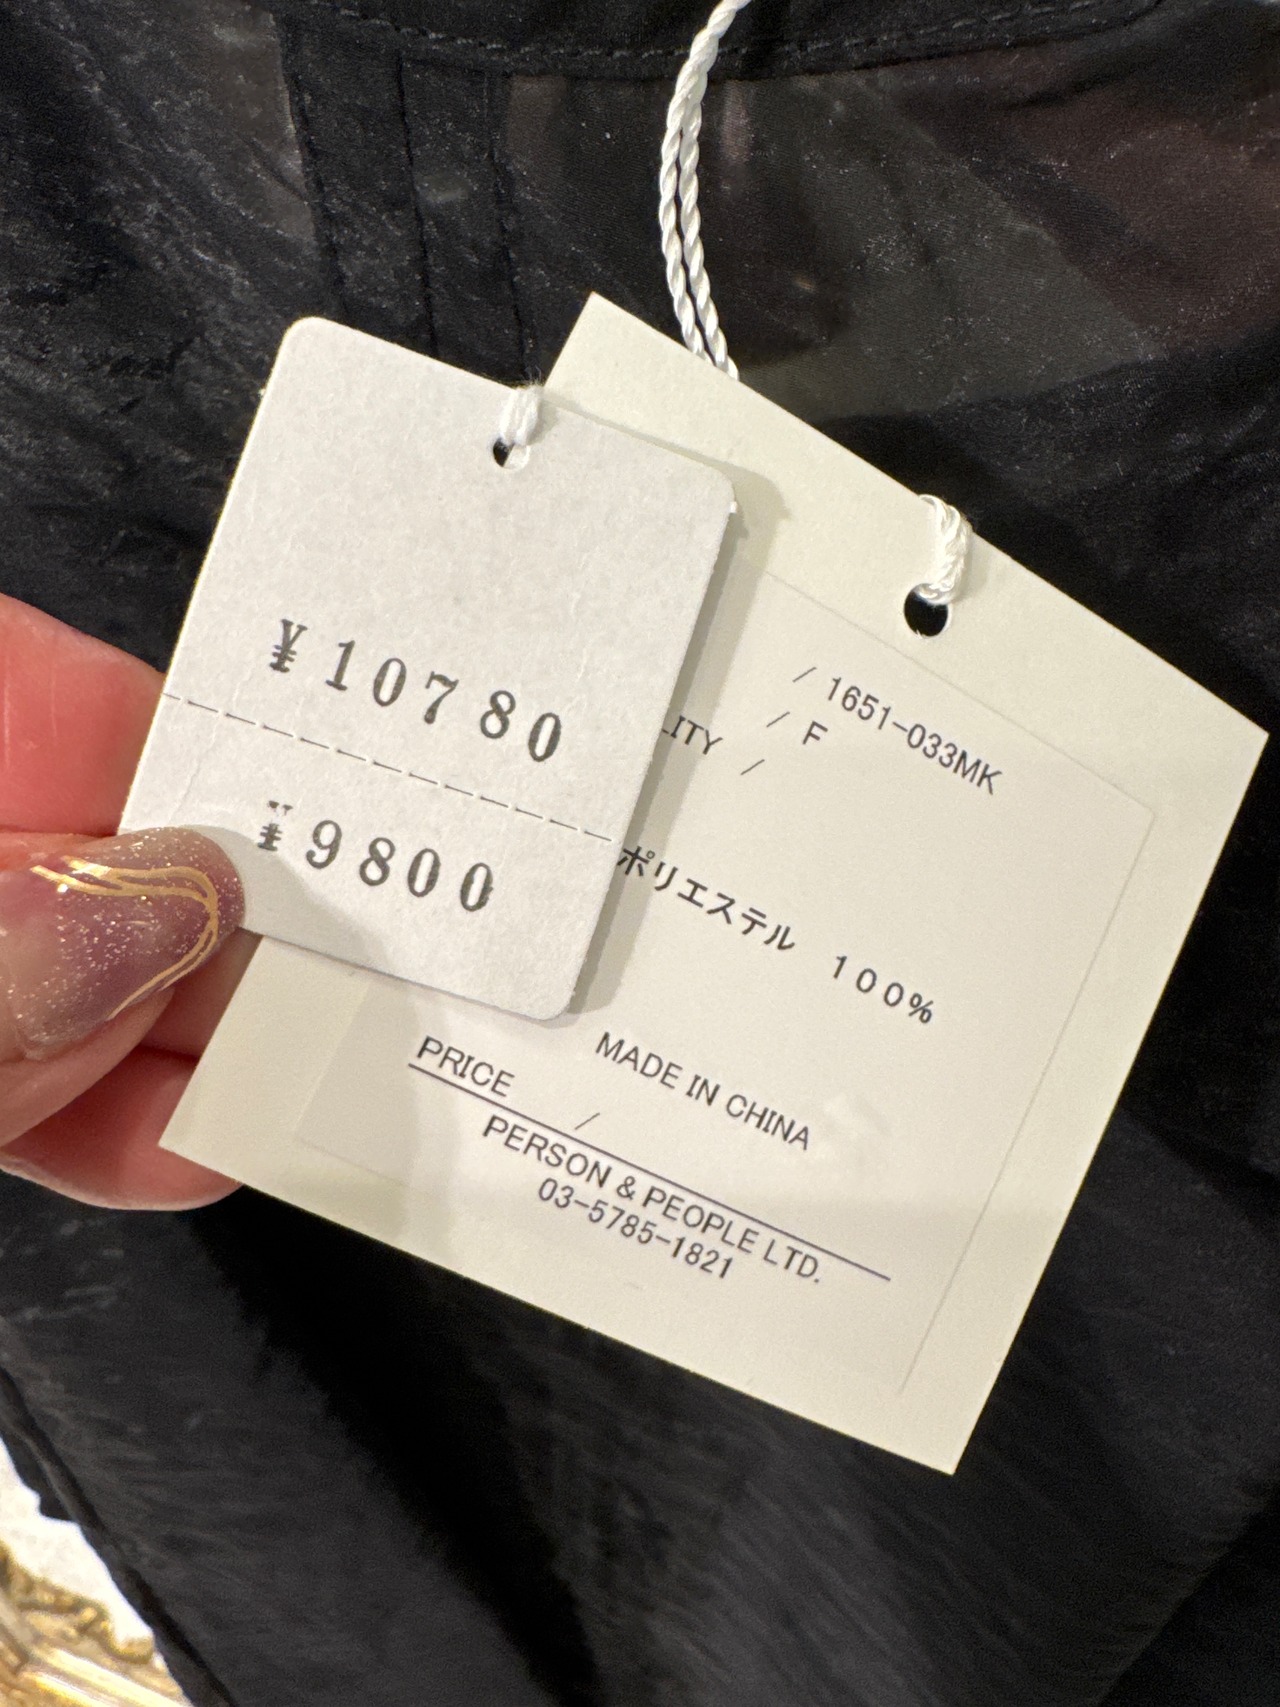 ¥10780
¥9800
/ 1651-033MK
/ F
LITY /
ポリエステル 100%
MADE IN CHINA
PRICE /
PERSON & PEOPLE LTD.
03-5785-1821